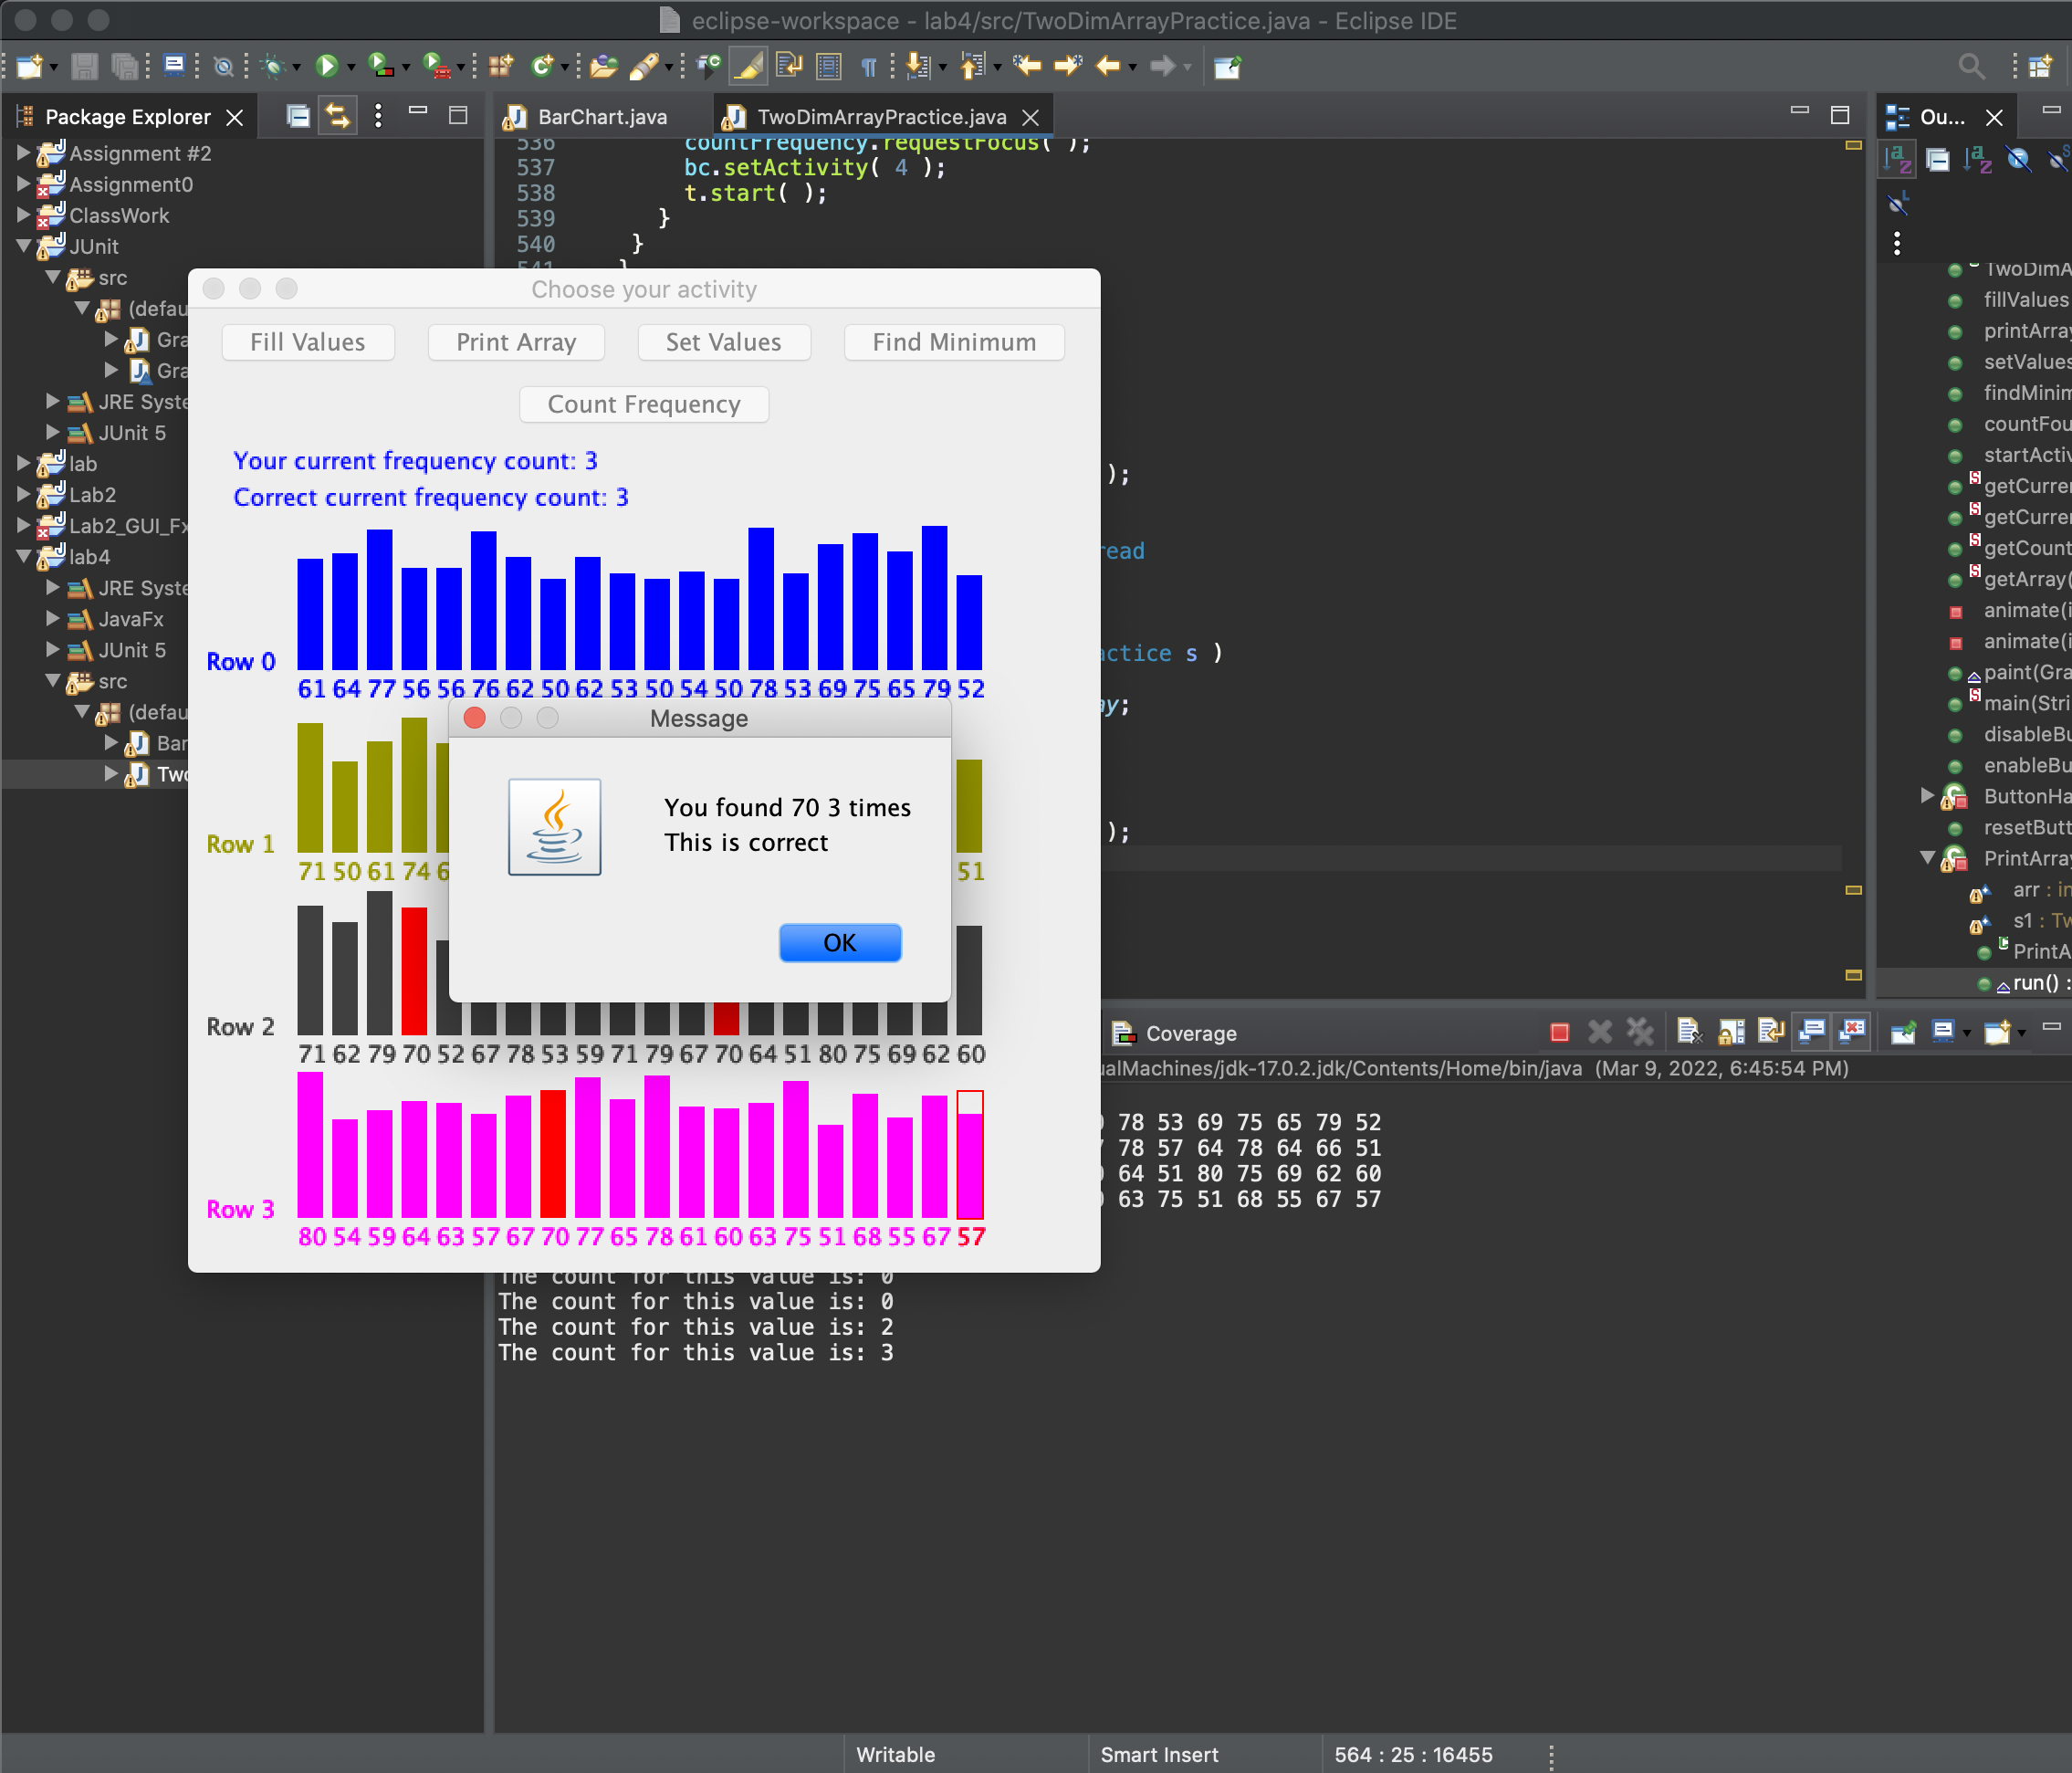 eclipse-workspace - lab4/src/TwoDimArrayPractice.java - Eclipse IDE
Package Explorer
BarChart.java
TwoDimArrayPractice.java
Ou...
Assignment #2
Assignment0
ClassWork
JUnit
src
(defau
Gra
Gra
JRE Syste
JUnit 5
lab
Lab2
Lab2_GUI_Fx
lab4
JRE Syste
JavaFx
JUnit 5
src
(defau
Bar
Two
536 countFrequency.requestFocus( );
537 bc.setActivity( 4 );
538 t.start( );
539 }
540 }
541 }
);
read
actice s )
ay;
);
Choose your activity
Fill Values
Print Array
Set Values
Find Minimum
Count Frequency
Your current frequency count: 3
Correct current frequency count: 3
Row 0
61 64 77 56 56 76 62 50 62 53 50 54 50 78 53 69 75 65 79 52
Row 1
71 50 61 74 6
51
Row 2
71 62 79 70 52 67 78 53 59 71 79 67 70 64 51 80 75 69 62 60
Row 3
80 54 59 64 63 57 67 70 77 65 78 61 60 63 75 51 68 55 67 57
Message
You found 70 3 times
This is correct
OK
TwoDimA
fillValues
printArray
setValues
findMinim
countFou
startActiv
getCurren
getCurren
getCount
getArray(
animate(i
animate(i
paint(Gra
main(Stri
disableBu
enableBu
ButtonHa
resetButt
PrintArray
arr : in
s1 : Tw
PrintA
run() :
Coverage
ualMachines/jdk-17.0.2.jdk/Contents/Home/bin/java (Mar 9, 2022, 6:45:54 PM)
78 53 69 75 65 79 52
78 57 64 78 64 66 51
64 51 80 75 69 62 60
63 75 51 68 55 67 57
The count for this value is: 0
The count for this value is: 0
The count for this value is: 2
The count for this value is: 3
Writable
Smart Insert
564 : 25 : 16455